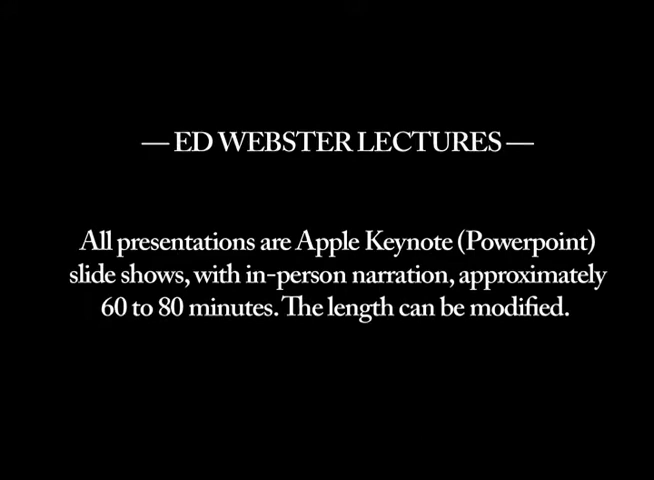 — ED WEBSTER LECTURES —
All presentations are Apple Keynote (Powerpoint)
slide shows, with in-person narration, approximately
60 to 80 minutes. The length can be modified.